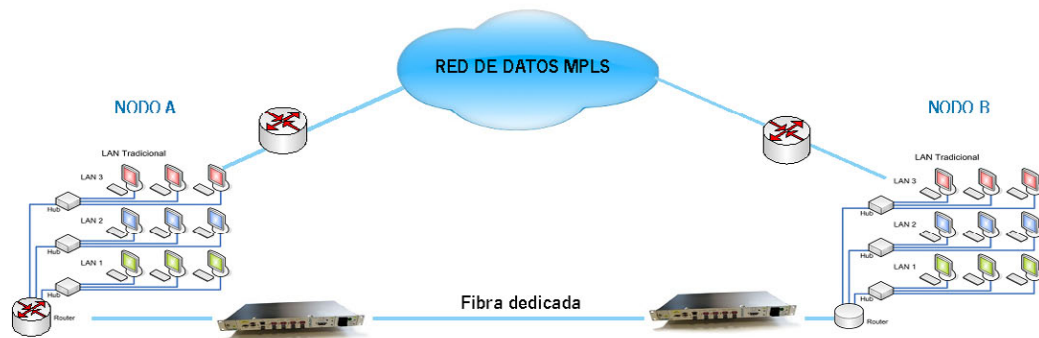 RED DE DATOS MPLS
NODO A
NODO B
LAN Tradicional
LAN 3
Hub
LAN 2
Hub
LAN 1
Hub
Router
LAN Tradicional
LAN 3
Hub
LAN 2
Hub
LAN 1
Hub
Router
Fibra dedicada